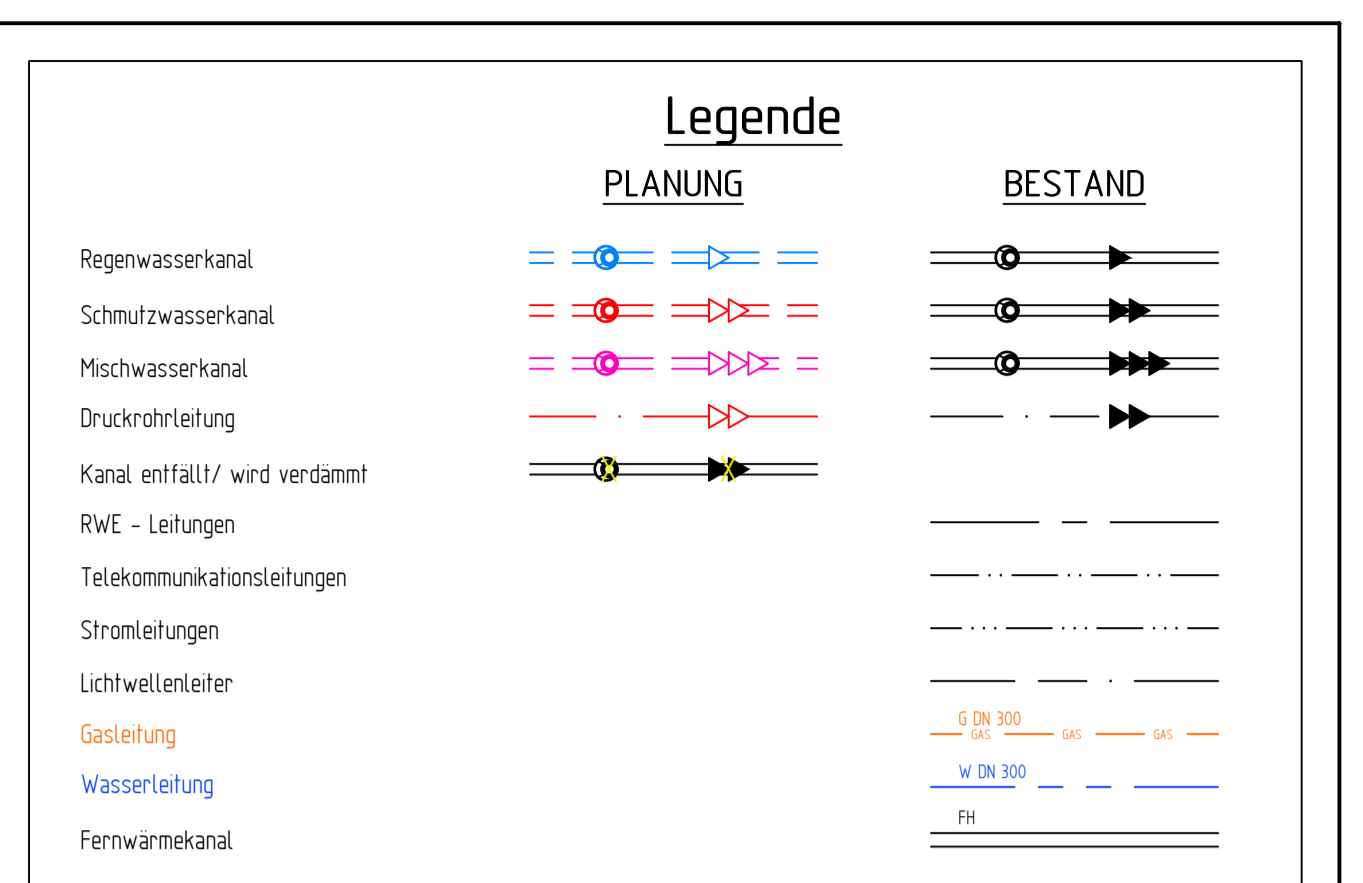 Legende
PLANUNG BESTAND
Regenwasserkanal
Schmutzwasserkanal
Mischwasserkanal
Druckrohrleitung
Kanal entfällt/ wird verdämmt
RWE - Leitungen
Telekommunikationsleitungen
Stromleitungen
Lichtwellenleiter
G DN 300
Gasleitung GAS GAS GAS
W DN 300
Wasserleitung
FH
Fernwärmekanal